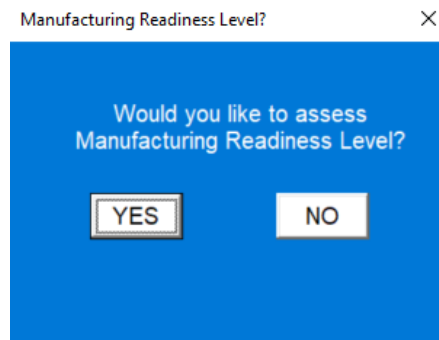 Manufacturing Readiness Level?
Would you like to assess
Manufacturing Readiness Level?
YES
NO